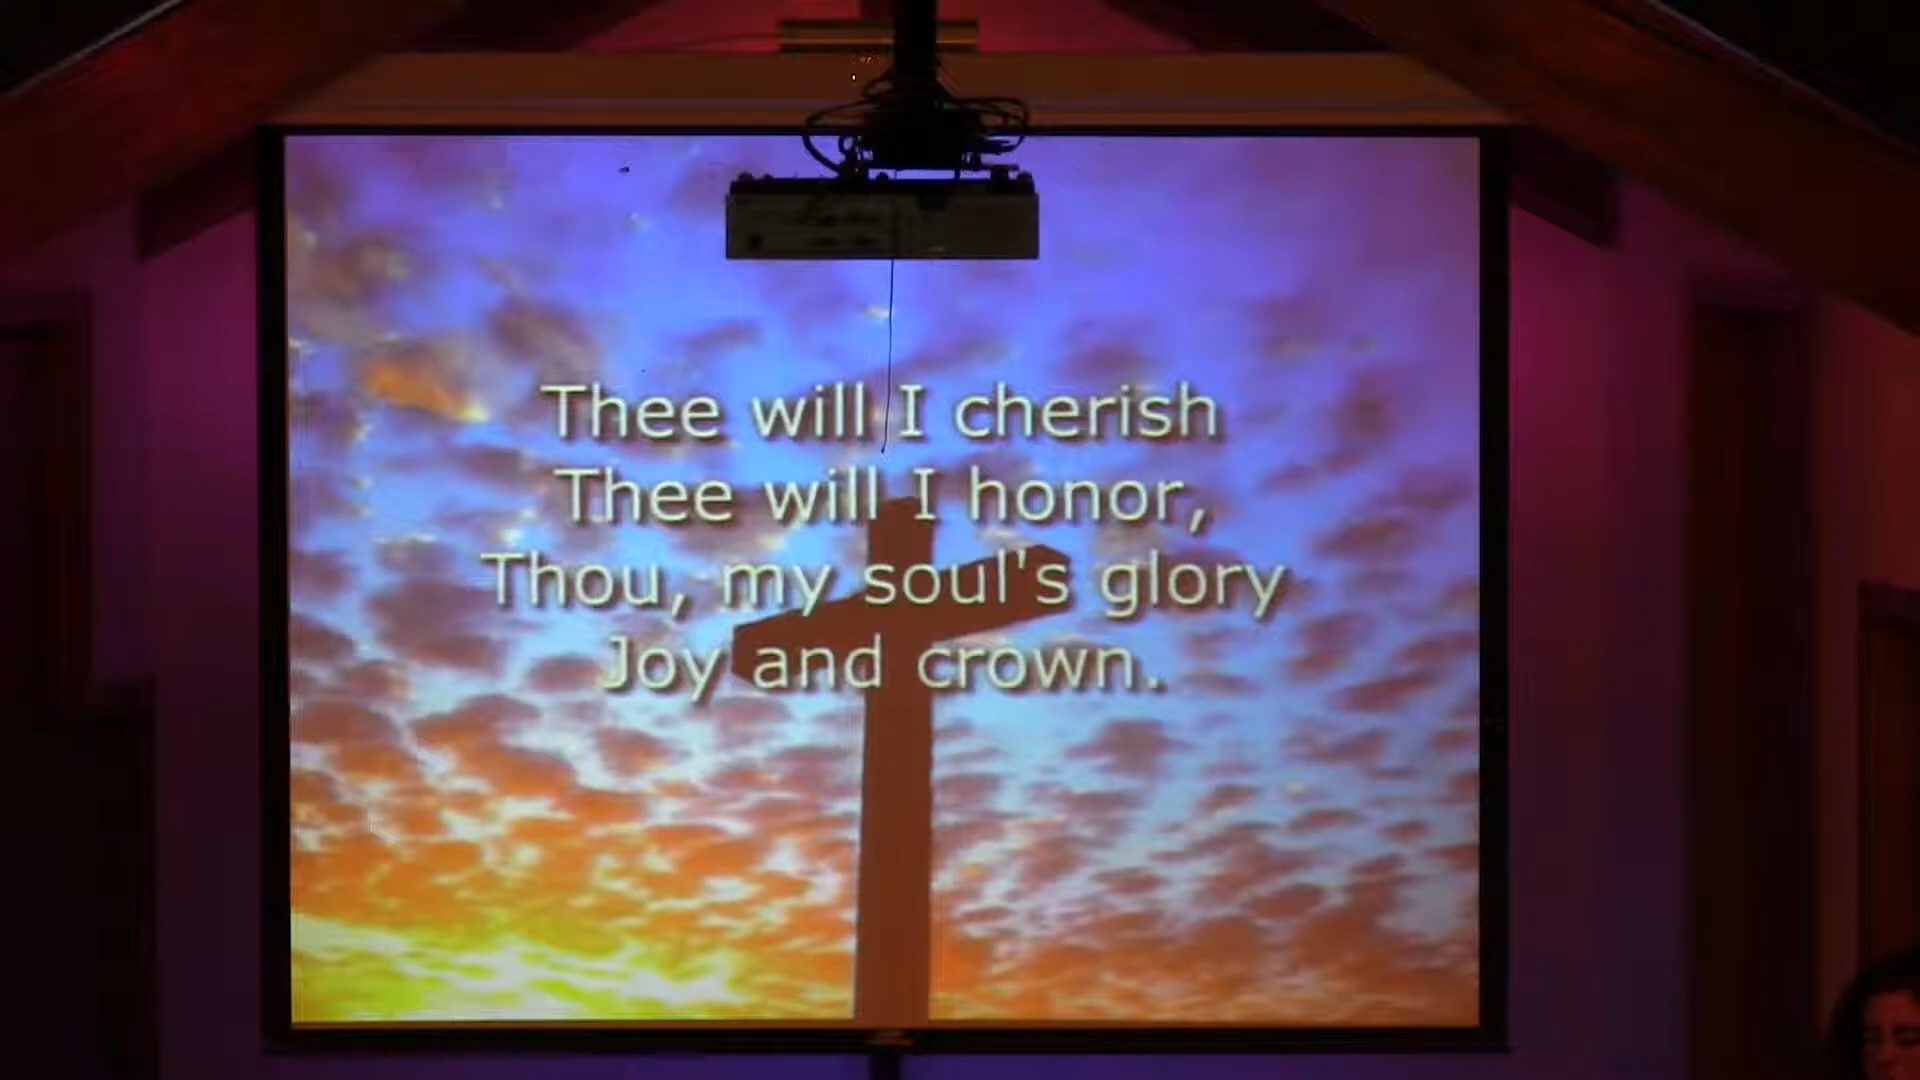 Thee will I cherish
Thee will I honor,
Thou, my soul's glory
Joy and crown.